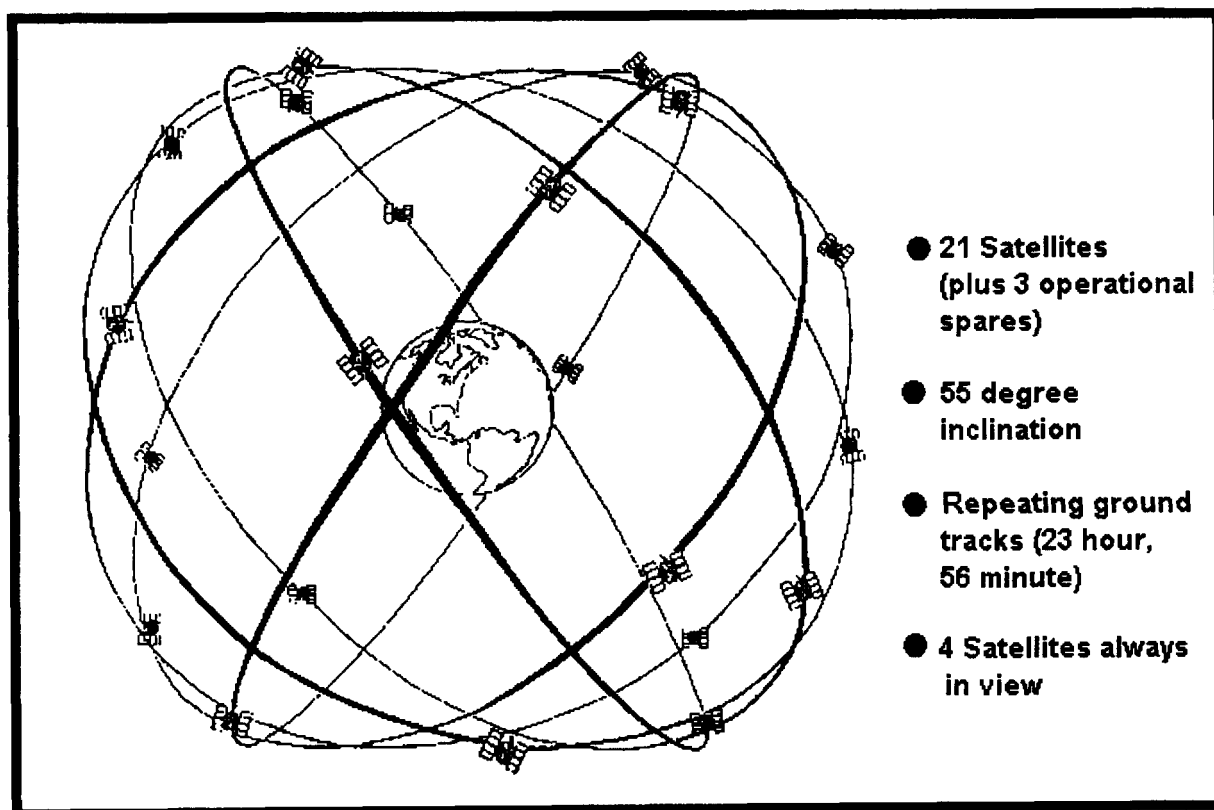 21 Satellites
(plus 3 operational
spares)
55 degree
inclination
Repeating ground
tracks (23 hour,
56 minute)
4 Satellites always
in view